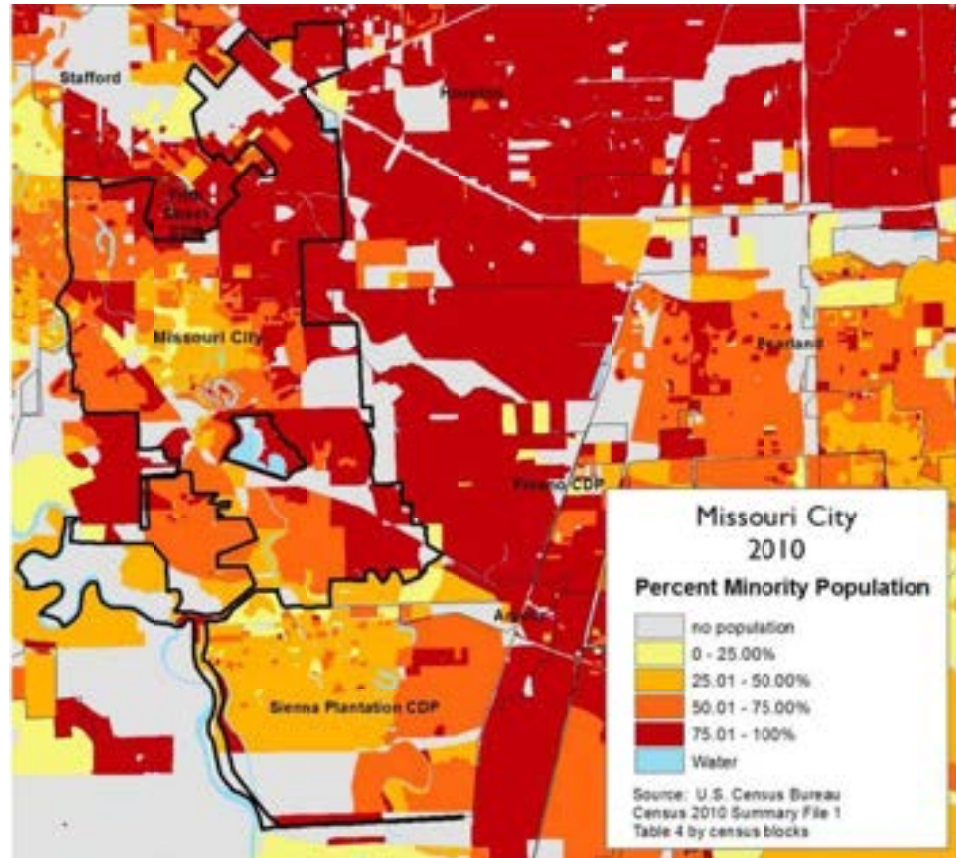 Stafford
Houston
Missouri City
Pearland
Fresno CDP
Sienna Plantation CDP
Missouri City
2010
Percent Minority Population
no population
0 - 25.00%
25.01 - 50.00%
50.01 - 75.00%
75.01 - 100%
Water
Source: U.S. Census Bureau
Census 2010 Summary File 1
Table 4 by census blocks